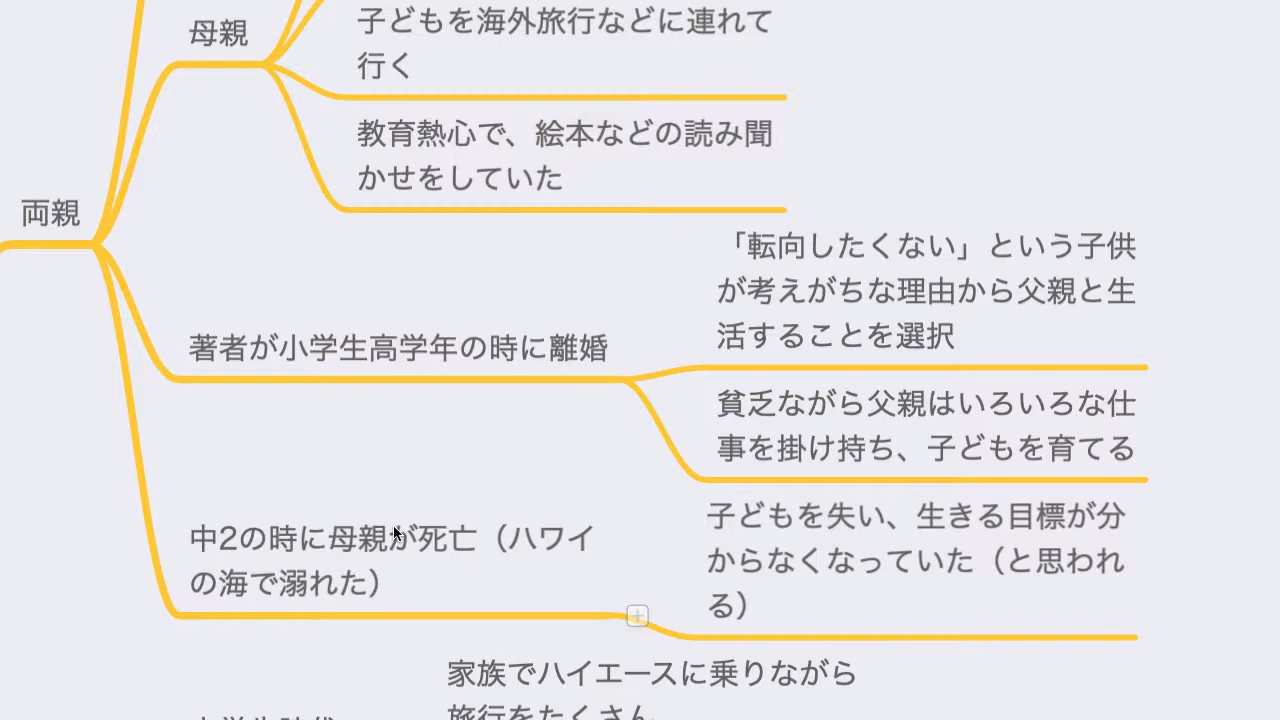 母親
子どもを海外旅行などに連れて
行く
教育熱心で、絵本などの読み聞
かせをしていた
両親
「転向したくない」という子供
が考えがちな理由から父親と生
活することを選択
著者が小学生高学年の時に離婚
貧乏ながら父親はいろいろな仕
事を掛け持ち、子どもを育てる
中2の時に母親が死亡（ハワイ
の海で溺れた）
子どもを失い、生きる目標が分
からなくなっていた（と思われ
る）
家族でハイエースに乗りながら
旅行をたくさん